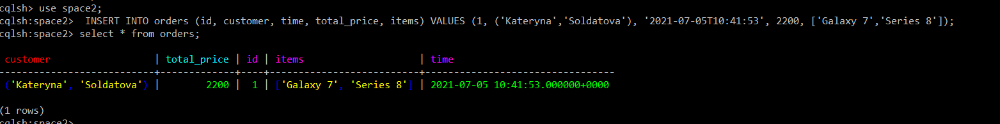 cqlsh> use space2;
cqlsh:space2>  INSERT INTO orders (id, customer, time, total_price, items) VALUES (1, ('Kateryna','Soldatova'), '2021-07-05T10:41:53', 2200, ['Galaxy 7','Series 8']);
cqlsh:space2> select * from orders;
customer | total_price | id | items | time
--------------------------+-------------+----+--------------------------+---------------------------------
('Kateryna', 'Soldatova') | 2200 | 1 | ['Galaxy 7', 'Series 8'] | 2021-07-05 10:41:53.000000+0000
(1 rows)
cqlsh:space2>